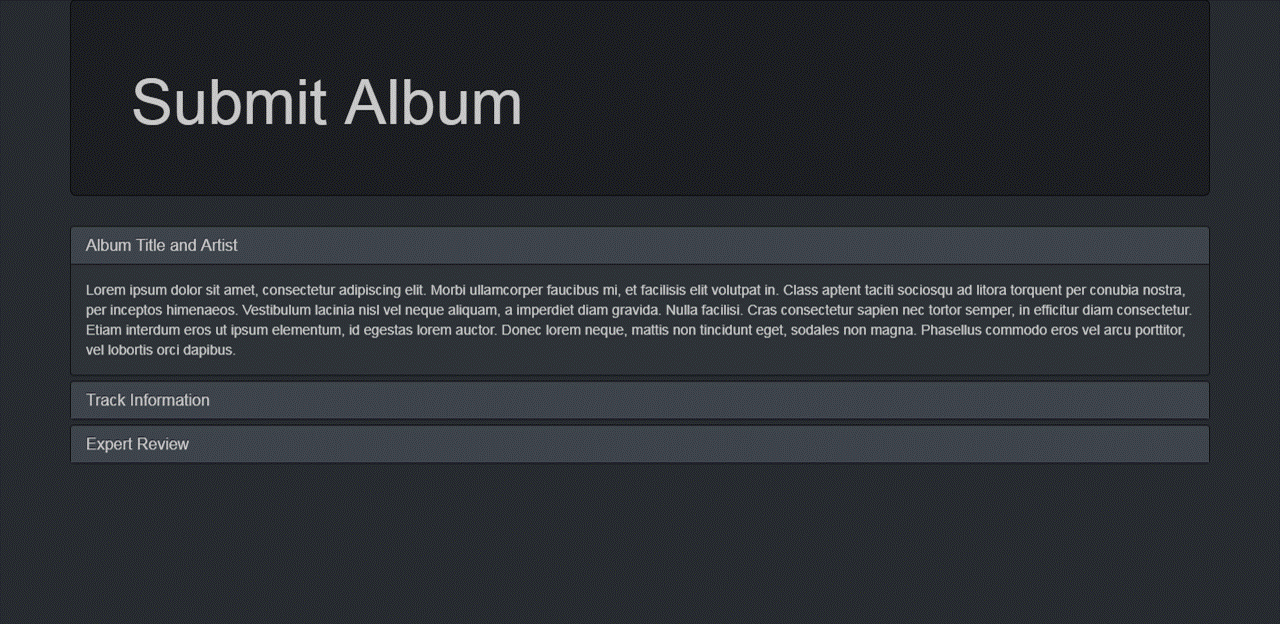 Submit Album
Album Title and Artist
Lorem ipsum dolor sit amet, consectetur adipiscing elit. Morbi ullamcorper faucibus mi, et facilisis elit volutpat in. Class aptent taciti sociosqu ad litora torquent per conubia nostra,
per inceptos himenaeos. Vestibulum lacinia nisl vel neque aliquam, a imperdiet diam gravida. Nulla facilisi. Cras consectetur sapien nec tortor semper, in efficitur diam consectetur.
Etiam interdum eros ut ipsum elementum, id egestas lorem auctor. Donec lorem neque, mattis non tincidunt eget, sodales non magna. Phasellus commodo eros vel arcu porttitor,
vel lobortis orci dapibus.
Track Information
Expert Review